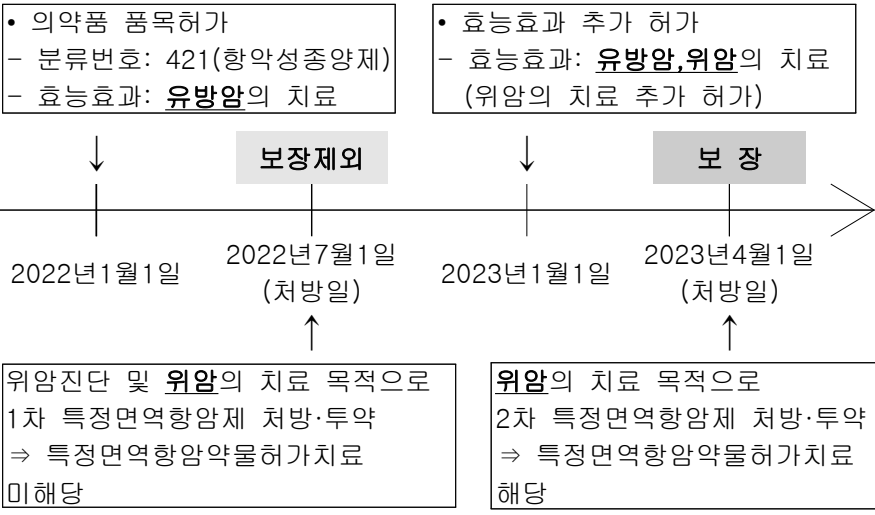 • 의약품 품목허가
- 분류번호: 421(항악성종양제)
- 효능효과: 유방암의 치료
• 효능효과 추가 허가
- 효능효과: 유방암,위암의 치료
(위암의 치료 추가 허가)
보장제외
보 장
2022년1월1일
2022년7월1일
(처방일)
2023년1월1일
2023년4월1일
(처방일)
위암진단 및 위암의 치료 목적으로
1차 특정면역항암제 처방·투약
⇒ 특정면역항암약물허가치료
미해당
위암의 치료 목적으로
2차 특정면역항암제 처방·투약
⇒ 특정면역항암약물허가치료
해당